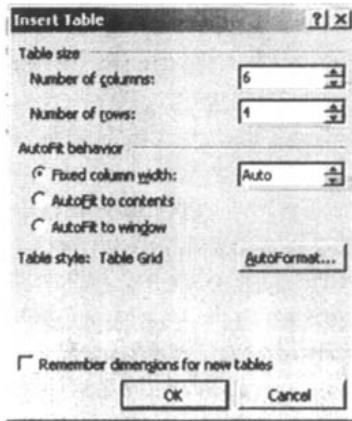 Insert Table ? ×
Table size
Number of columns: 6
Number of rows: 4
AutoFit behavior
Fixed column width: Auto
AutoFit to contents
AutoFit to window
Table style: Table Grid AutoFormat...
Remember dimensions for new tables
OK Cancel